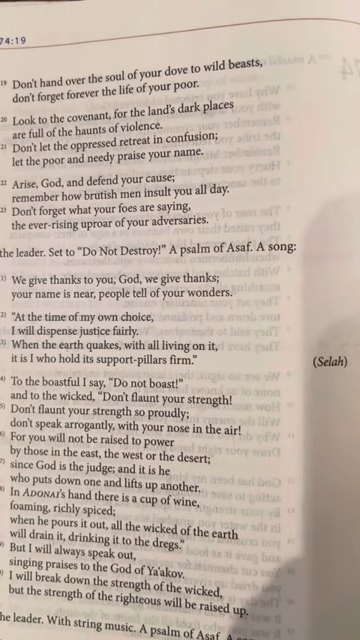 74:19
19 Don't hand over the soul of your dove to wild beasts,
don't forget forever the life of your poor.
20 Look to the covenant, for the land's dark places
are full of the haunts of violence.
21 Don't let the oppressed retreat in confusion;
let the poor and needy praise your name.
22 Arise, God, and defend your cause;
remember how brutish men insult you all day.
23 Don't forget what your foes are saying,
the ever-rising uproar of your adversaries.
the leader. Set to "Do Not Destroy!" A psalm of Asaf. A song:
1) We give thanks to you, God, we give thanks;
your name is near, people tell of your wonders.
2) "At the time of my own choice,
I will dispense justice fairly.
3) When the earth quakes, with all living on it,
it is I who hold its support-pillars firm." (Selah)
4) To the boastful I say, "Do not boast!"
and to the wicked, "Don't flaunt your strength!
5) Don't flaunt your strength so proudly;
don't speak arrogantly, with your nose in the air!
6) For you will not be raised to power
by those in the east, the west or the desert;
7) since God is the judge; and it is he
who puts down one and lifts up another.
8) In ADONAI's hand there is a cup of wine,
foaming, richly spiced;
when he pours it out, all the wicked of the earth
will drain it, drinking it to the dregs."
But I will always speak out,
singing praises to the God of Ya'akov.
I will break down the strength of the wicked,
but the strength of the righteous will be raised up.
he leader. With string music. A psalm of Asaf. A